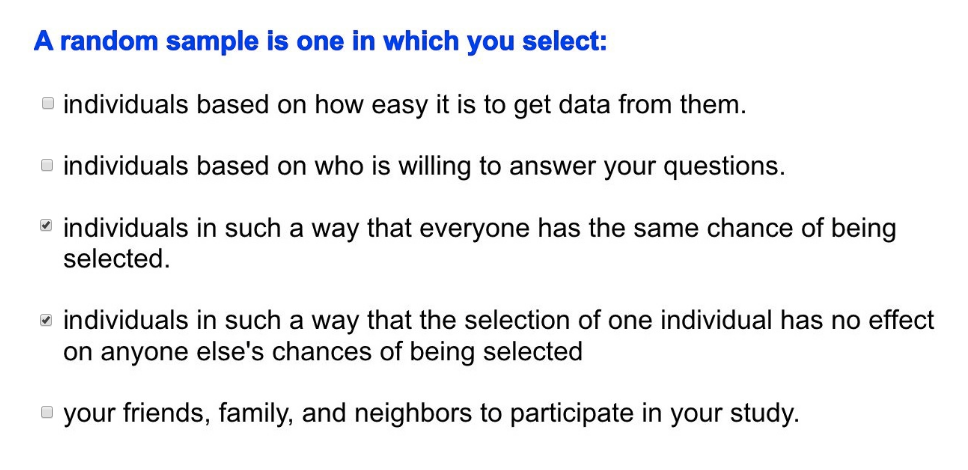 A random sample is one in which you select:
individuals based on how easy it is to get data from them.
individuals based on who is willing to answer your questions.
individuals in such a way that everyone has the same chance of being
selected.
individuals in such a way that the selection of one individual has no effect
on anyone else's chances of being selected
your friends, family, and neighbors to participate in your study.